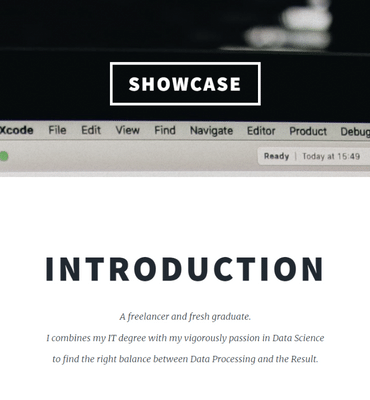 SHOWCASE
Xcode File Edit View Find Navigate Editor Product Debug
Ready | Today at 15:49
INTRODUCTION
A freelancer and fresh graduate.
I combines my IT degree with my vigorously passion in Data Science
to find the right balance between Data Processing and the Result.